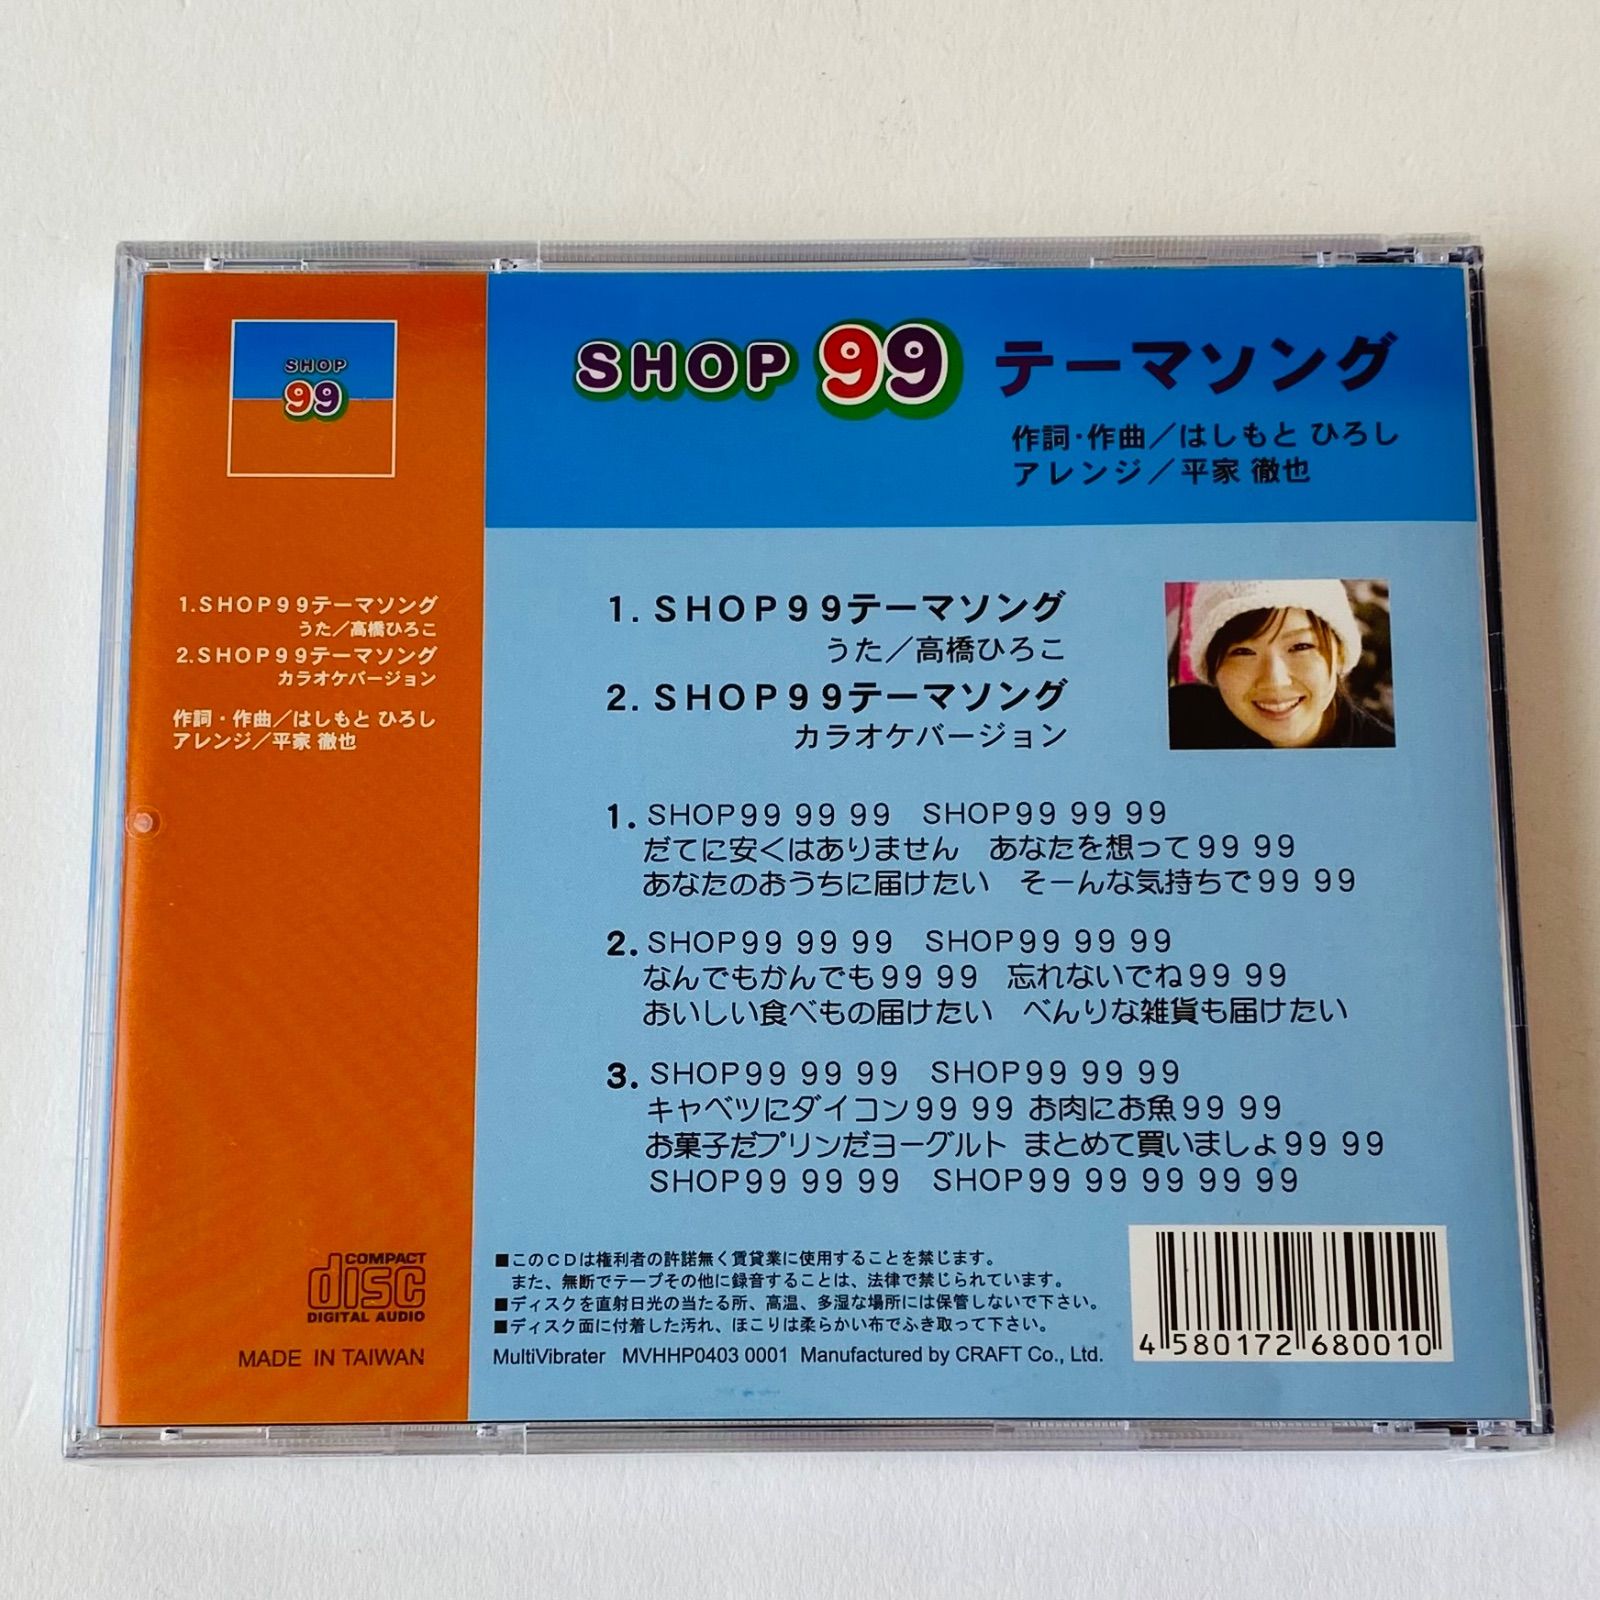 SHOP
99
1.SHOP99テーマソング
うた／高橋ひろこ
2.SHOP99テーマソング
カラオケバージョン
作詞・作曲／はしもと ひろし
アレンジ／平家 徹也
COMPACT
disc
DIGITAL AUDIO
MADE IN TAIWAN
SHOP 99 テーマソング
作詞・作曲／はしもと ひろし
アレンジ／平家 徹也
1. SHOP99テーマソング
うた／高橋ひろこ
2. SHOP99テーマソング
カラオケバージョン
1. SHOP99 99 99 SHOP99 99 99
だてに安くはありません あなたを想って99 99
あなたのおうちに届けたい そーんな気持ちで99 99
2. SHOP99 99 99 SHOP99 99 99
なんでもかんでも99 99 忘れないでね99 99
おいしい食べもの届けたい べんりな雑貨も届けたい
3. SHOP99 99 99 SHOP99 99 99
キャベツにダイコン99 99 お肉にお魚99 99
お菓子だプリンだヨーグルト まとめて買いましょ99 99
SHOP99 99 99 SHOP99 99 99 99 99
■このCDは権利者の許諾無く賃貸業に使用することを禁じます。
また、無断でテープその他に録音することは、法律で禁じられています。
■ディスクを直射日光の当たる所、高温、多湿な場所には保管しないで下さい。
■ディスク面に付着した汚れ、ほこりは柔らかい布でふき取って下さい。
MultiVibrater MVHHP0403 0001 Manufactured by CRAFT Co., Ltd.
4 580172 680010